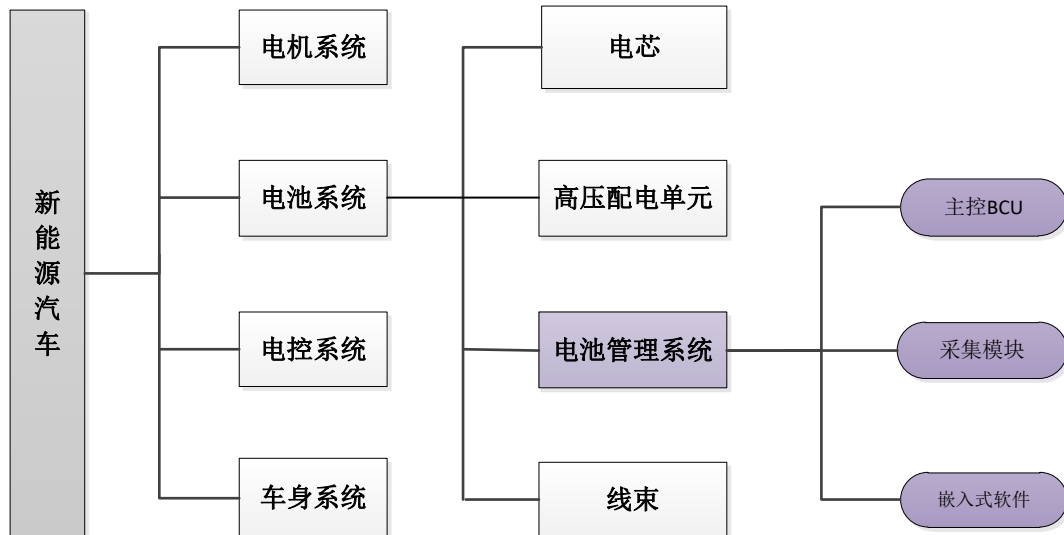 新能源汽车
电机系统
电池系统
电控系统
车身系统
电芯
高压配电单元
电池管理系统
线束
主控BCU
采集模块
嵌入式软件